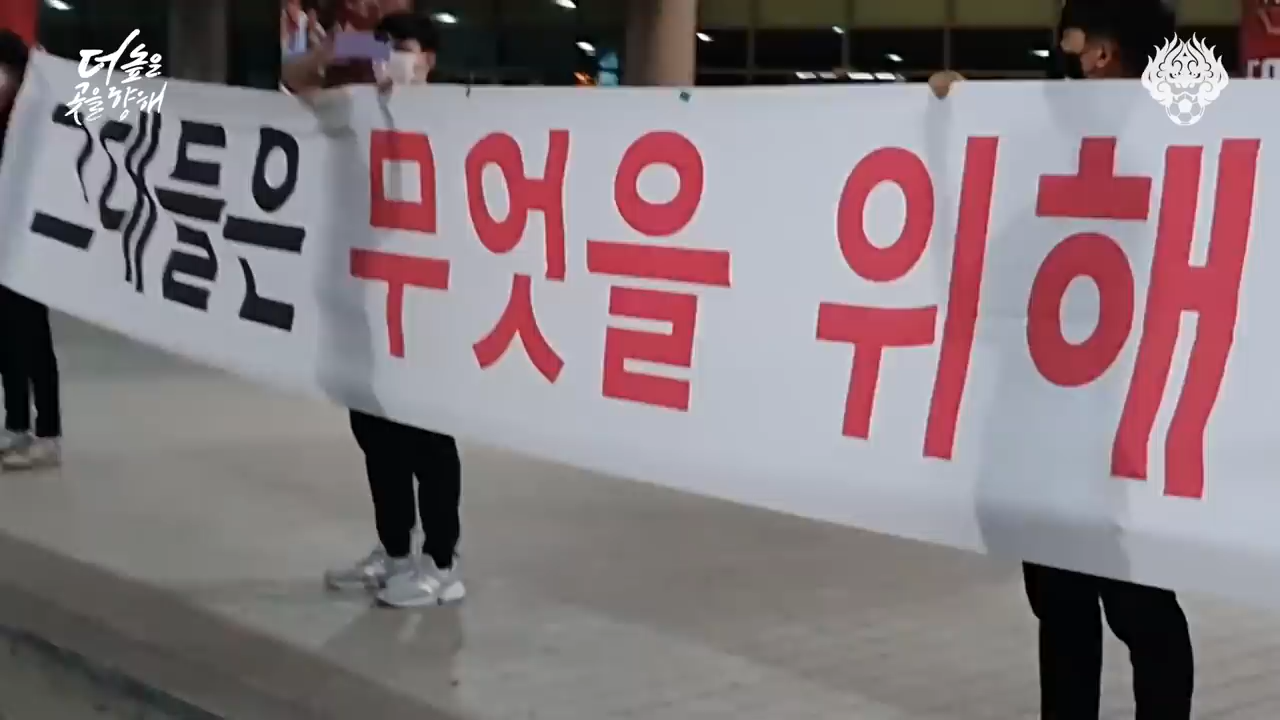 더 높은
곳을 향해
그대들은 무엇을 위해